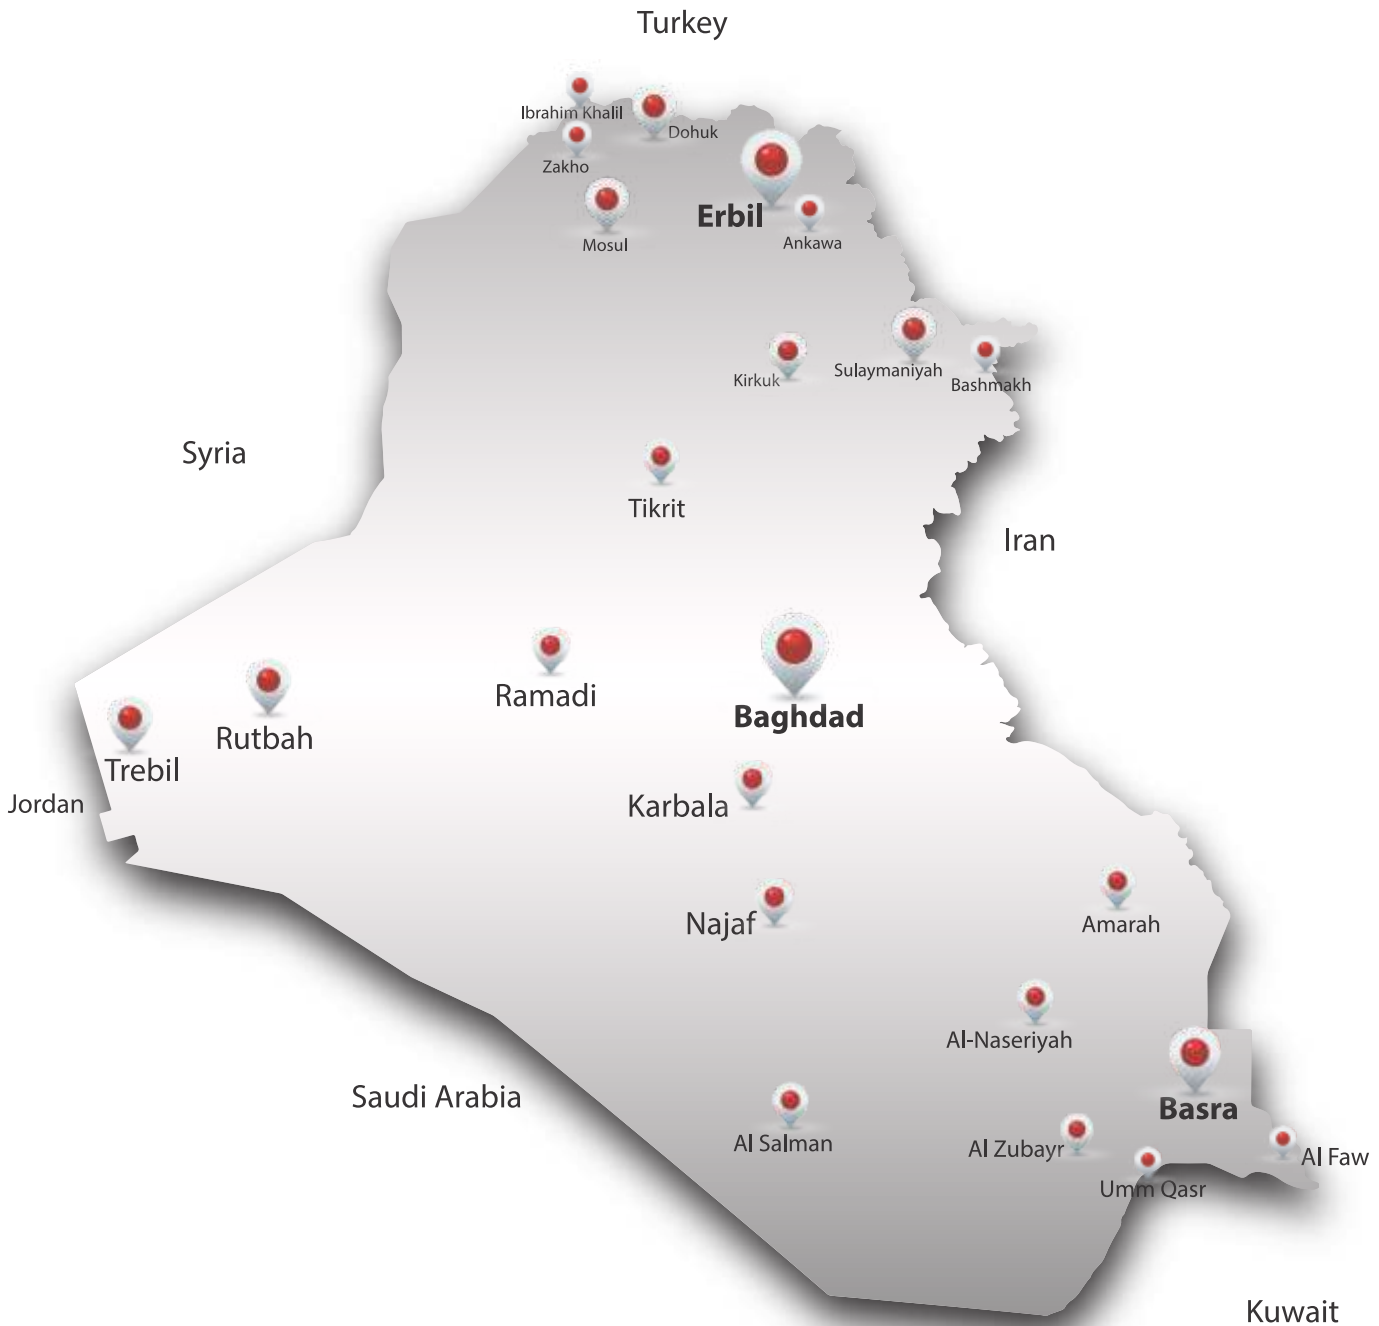 Turkey
Ibrahim Khalil
Dohuk
Zakho
Erbil
Mosul
Ankawa
Kirkuk
Sulaymaniyah
Bashmakh
Syria
Tikrit
Iran
Ramadi
Baghdad
Rutbah
Trebil
Jordan
Karbala
Najaf
Amarah
Al-Naseriyah
Saudi Arabia
Basra
Al Salman
Al Zubayr
Al Faw
Umm Qasr
Kuwait